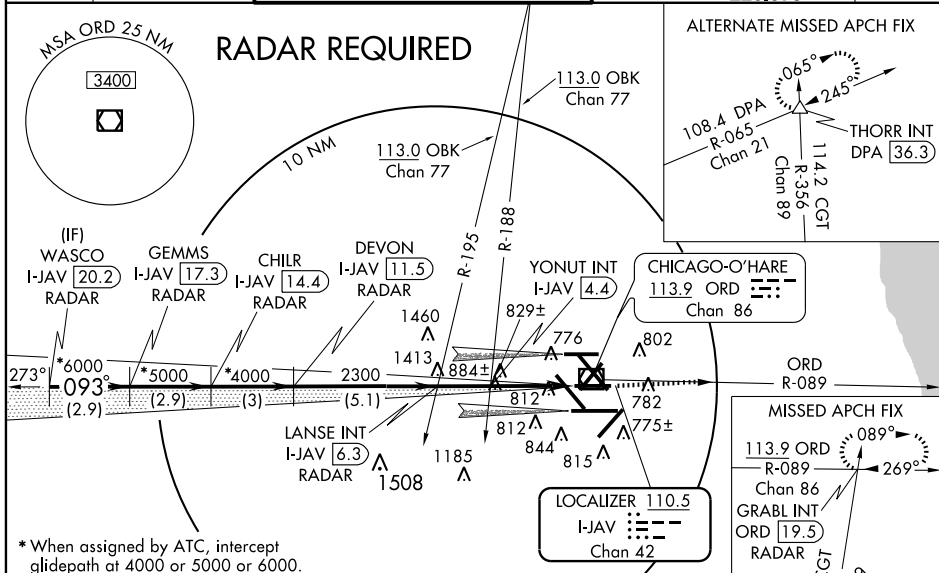 MSA ORD 25 NM
3400
RADAR REQUIRED
10 NM
113.0 OBK
Chan 77
113.0 OBK
Chan 77
R-195
R-188
ALTERNATE MISSED APCH FIX
065°
245°
108.4 DPA
R-065
Chan 21
THORR INT
DPA 36.3
114.2 CGT
R-356
Chan 89
(IF)
WASCO
I-JAV 20.2
RADAR
GEMMS
I-JAV 17.3
RADAR
CHILR
I-JAV 14.4
RADAR
DEVON
I-JAV 11.5
RADAR
YONUT INT
I-JAV 4.4
CHICAGO-O'HARE
113.9 ORD
Chan 86
1460
1413
829±
884±
776
802
273°
*6000
093°
*5000
*4000
2300
(2.9)
(2.9)
(3)
(5.1)
812
782
ORD
R-089
LANSE INT
I-JAV 6.3
RADAR
1508
1185
812
844
815
775±
LOCALIZER 110.5
I-JAV
Chan 42
MISSED APCH FIX
089°
113.9 ORD
R-089
269°
Chan 86
GRABL INT
ORD 19.5
RADAR
* When assigned by ATC, intercept
glidepath at 4000 or 5000 or 6000.